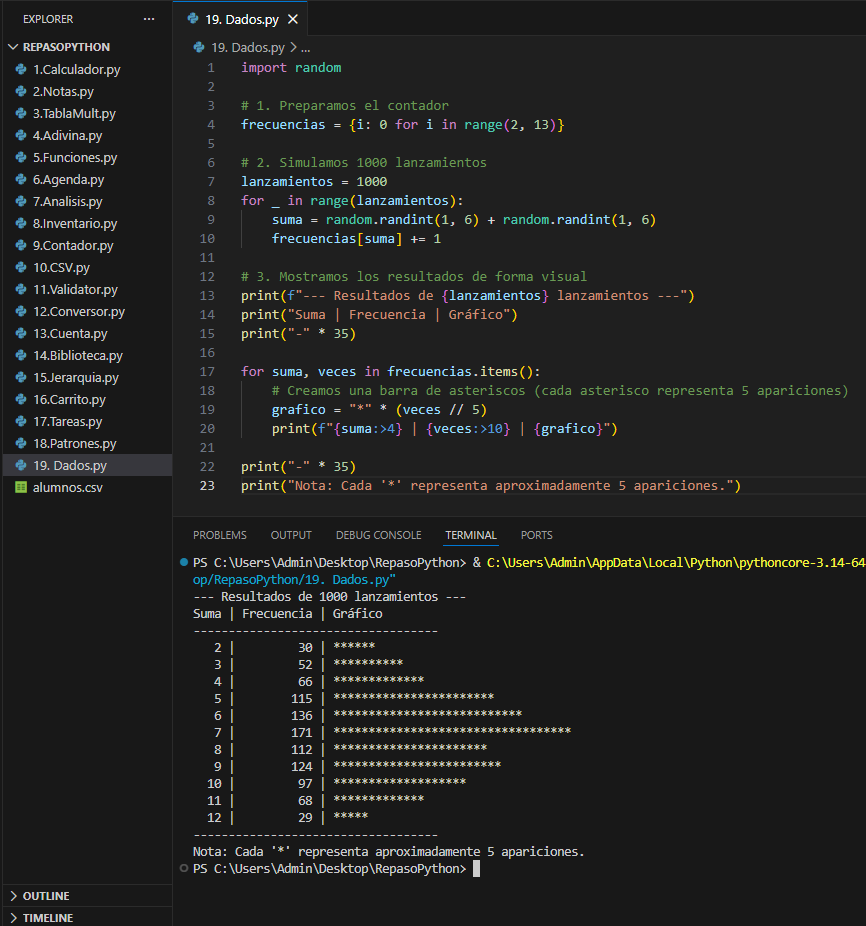 EXPLORER
···
REPASOPYTHON
1.Calculador.py
2.Notas.py
3.TablaMult.py
4.Adivina.py
5.Funciones.py
6.Agenda.py
7.Analisis.py
8.Inventario.py
9.Contador.py
10.CSV.py
11.Validator.py
12.Conversor.py
13.Cuenta.py
14.Biblioteca.py
15.Jerarquia.py
16.Carrito.py
17.Tareas.py
18.Patrones.py
19. Dados.py
alumnos.csv
OUTLINE
TIMELINE
19. Dados.py
19. Dados.py > ...
1 import random
2
3 # 1. Preparamos el contador
4 frecuencias = {i: 0 for i in range(2, 13)}
5
6 # 2. Simulamos 1000 lanzamientos
7 lanzamientos = 1000
8 for _ in range(lanzamientos):
9     suma = random.randint(1, 6) + random.randint(1, 6)
10     frecuencias[suma] += 1
11
12 # 3. Mostramos los resultados de forma visual
13 print(f"--- Resultados de {lanzamientos} lanzamientos ---")
14 print("Suma | Frecuencia | Gráfico")
15 print("-" * 35)
16
17 for suma, veces in frecuencias.items():
18     # Creamos una barra de asteriscos (cada asterisco representa 5 apariciones)
19     grafico = "*" * (veces // 5)
20     print(f"{suma:>4} | {veces:>10} | {grafico}")
21
22 print("-" * 35)
23 print("Nota: Cada '*' representa aproximadamente 5 apariciones.")
PROBLEMS OUTPUT DEBUG CONSOLE TERMINAL PORTS
PS C:\Users\Admin\Desktop\RepasoPython> & C:\Users\Admin\AppData\Local\Python\pythoncore-3.14-64
op/RepasoPython/19. Dados.py"
--- Resultados de 1000 lanzamientos ---
Suma | Frecuencia | Gráfico
-----------------------------------
   2 |         30 | ******
   3 |         52 | **********
   4 |         66 | *************
   5 |        115 | ***********************
   6 |        136 | ***************************
   7 |        171 | **********************************
   8 |        112 | **********************
   9 |        124 | ************************
  10 |         97 | *******************
  11 |         68 | *************
  12 |         29 | *****
-----------------------------------
Nota: Cada '*' representa aproximadamente 5 apariciones.
PS C:\Users\Admin\Desktop\RepasoPython>